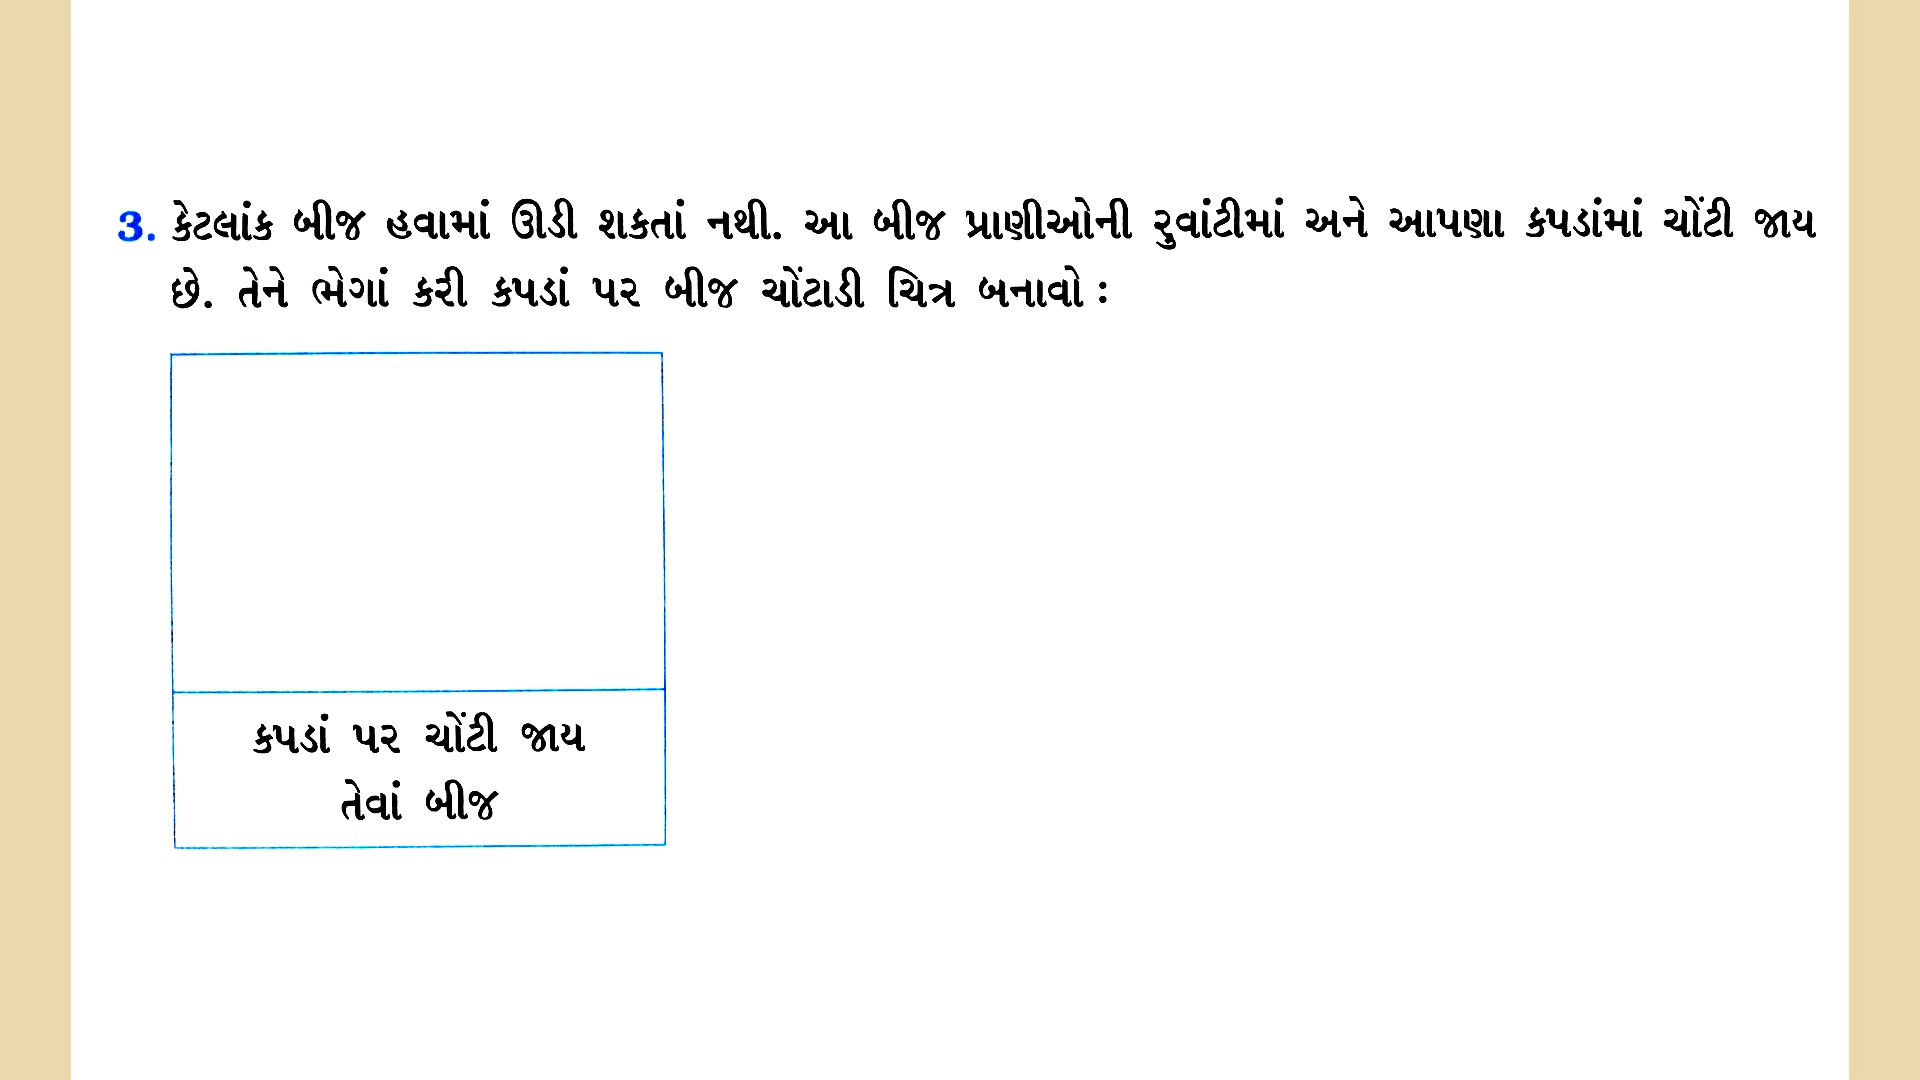 3. કેટલાંક બીજ હવામાં ઊડી શકતાં નથી. આ બીજ પ્રાણીઓની રુવાંટીમાં અને આપણા કપડાંમાં ચોંટી જાય
છે. તેને ભેગાં કરી કપડાં પર બીજ ચોંટાડી ચિત્ર બનાવો :
કપડાં પર ચોંટી જાય
તેવાં બીજ